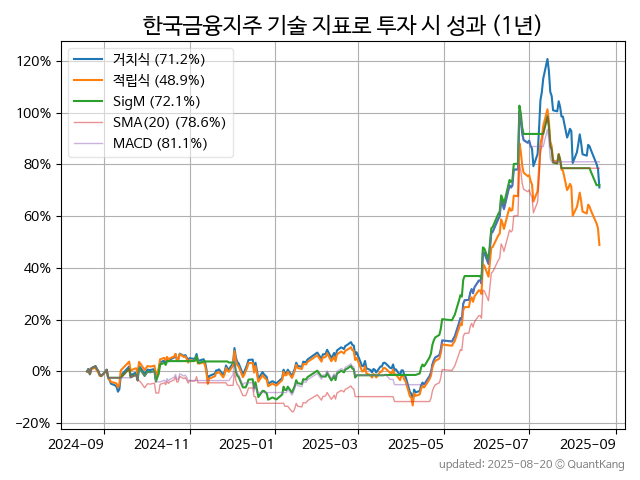 한국금융지주 기술 지표로 투자 시 성과 (1년)
거치식 (71.2%)
적립식 (48.9%)
SigM (72.1%)
SMA(20) (78.6%)
MACD (81.1%)
120%
100%
80%
60%
40%
20%
0%
−20%
2024-09 2024-11 2025-01 2025-03 2025-05 2025-07 2025-09
updated: 2025-08-20 © QuantKang